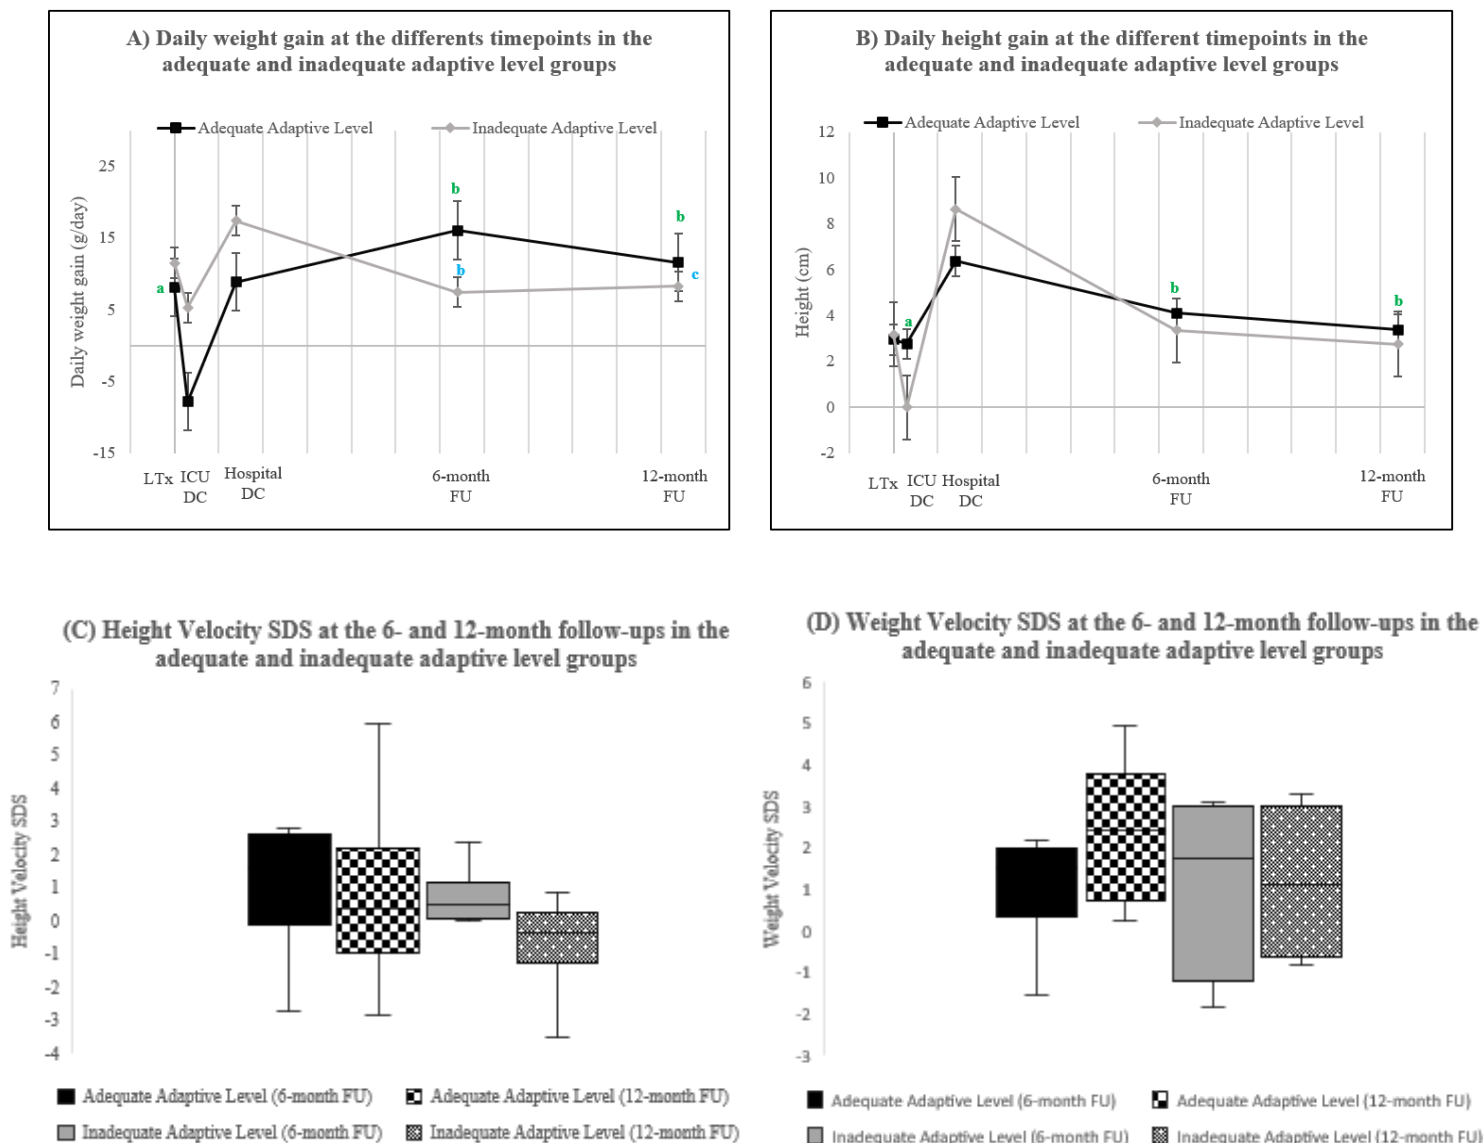 A) Daily weight gain at the differents timepoints in the
adequate and inadequate adaptive level groups
Adequate Adaptive Level
Inadequate Adaptive Level
Daily weight gain (g/day)
25
15
5
-5
-15
a
b
b
b
c
LTx
ICU
DC
Hospital
DC
6-month
FU
12-month
FU
B) Daily height gain at the different timepoints in the
adequate and inadequate adaptive level groups
Adequate Adaptive Level
Inadequate Adaptive Level
Height (cm)
12
10
8
6
4
2
0
-2
a
b
b
LTx
ICU
DC
Hospital
DC
6-month
FU
12-month
FU
(C) Height Velocity SDS at the 6- and 12-month follow-ups in the
adequate and inadequate adaptive level groups
Height Velocity SDS
7
6
5
4
3
2
1
0
-1
-2
-3
-4
Adequate Adaptive Level (6-month FU)
Adequate Adaptive Level (12-month FU)
Inadequate Adaptive Level (6-month FU)
Inadequate Adaptive Level (12-month FU)
(D) Weight Velocity SDS at the 6- and 12-month follow-ups in the
adequate and inadequate adaptive level groups
Weight Velocity SDS
6
5
4
3
2
1
0
-1
-2
-3
Adequate Adaptive Level (6-month FU)
Adequate Adaptive Level (12-month FU)
Inadequate Adaptive Level (6-month FU)
Inadequate Adaptive Level (12-month FU)